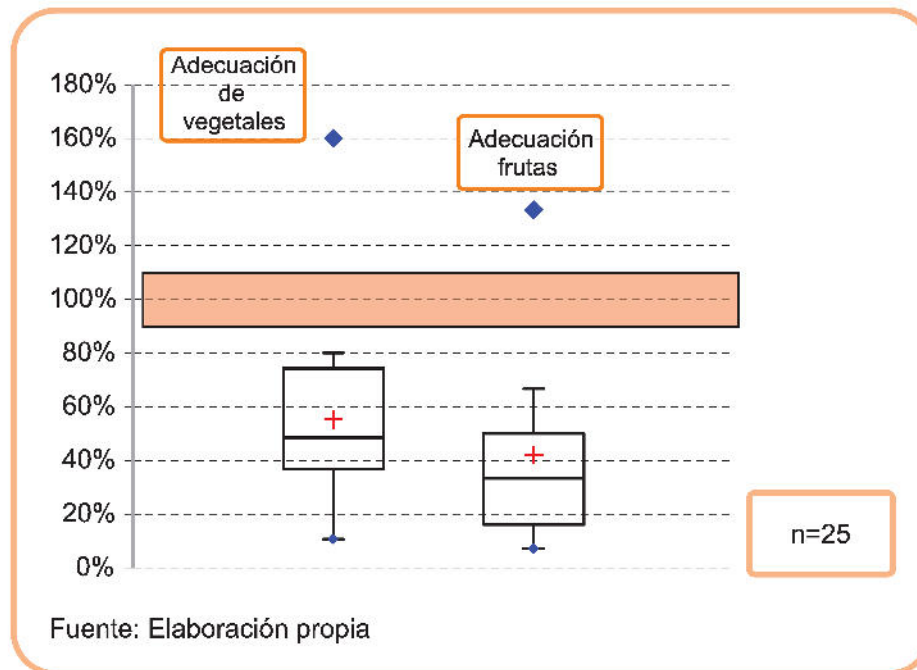 Adecuación
de
vegetales
Adecuación
frutas
180%
160%
140%
120%
100%
80%
60%
40%
20%
0%
n=25
Fuente: Elaboración propia